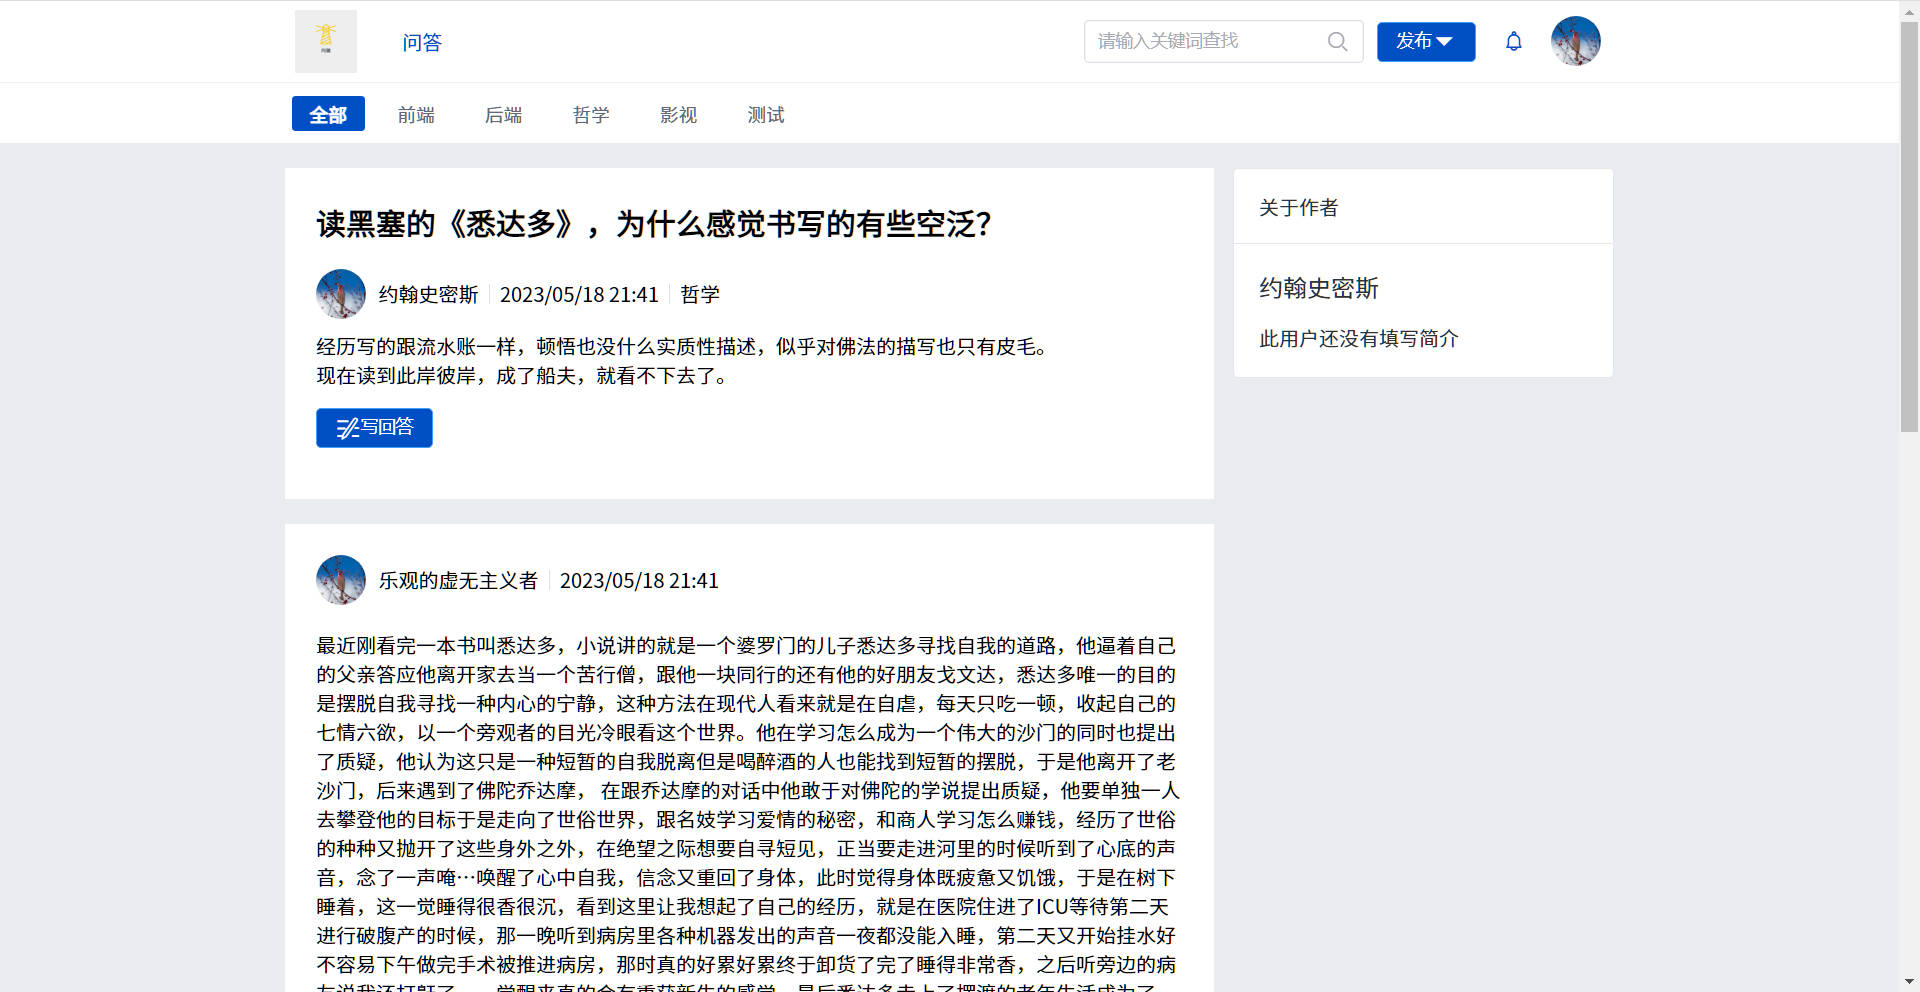 问答
请输入关键词查找
发布
全部 前端 后端 哲学 影视 测试
读黑塞的《悉达多》，为什么感觉书写的有些空泛？
约翰史密斯 2023/05/18 21:41 哲学
经历写的跟流水账一样，顿悟也没什么实质性描述，似乎对佛法的描写也只有皮毛。
现在读到此岸彼岸，成了船夫，就看不下去了。
写回答
关于作者
约翰史密斯
此用户还没有填写简介
乐观的虚无主义者 2023/05/18 21:41
最近刚看完一本书叫悉达多，小说讲的就是一个婆罗门的儿子悉达多寻找自我的道路，他逼着自己
的父亲答应他离开家去当一个苦行僧，跟他一块同行的还有他的好朋友戈文达，悉达多唯一的目的
是摆脱自我寻找一种内心的宁静，这种方法在现代人看来就是在自虐，每天只吃一顿，收起自己的
七情六欲，以一个旁观者的目光冷眼看这个世界。他在学习怎么成为一个伟大的沙门的同时也提出
了质疑，他认为这只是一种短暂的自我脱离但是喝醉酒的人也能找到短暂的摆脱，于是他离开了老
沙门，后来遇到了佛陀乔达摩， 在跟乔达摩的对话中他敢于对佛陀的学说提出质疑，他要单独一人
去攀登他的目标于是走向了世俗世界，跟名妓学习爱情的秘密，和商人学习怎么赚钱，经历了世俗
的种种又抛开了这些身外之外，在绝望之际想要自寻短见，正当要走进河里的时候听到了心底的声
音，念了一声唵…唤醒了心中自我，信念又重回了身体，此时觉得身体既疲惫又饥饿，于是在树下
睡着，这一觉睡得很香很沉，看到这里让我想起了自己的经历，就是在医院住进了ICU等待第二天
进行破腹产的时候，那一晚听到病房里各种机器发出的声音一夜都没能入睡，第二天又开始挂水好
不容易下午做完手术被推进病房，那时真的好累好累终于卸货了完了睡得非常香，之后听旁边的病